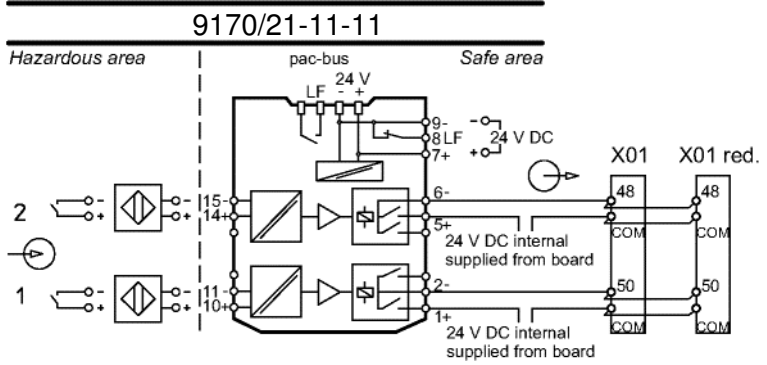 9170/21-11-11
Hazardous area
pac-bus
Safe area
24 V
LF - +
9- - 24 V DC
8 LF
7+ +
X01 X01 red.
2 - + - + 15- 14+ 6- 5+ 48 COM 48 COM
24 V DC internal
supplied from board
1 - + - + 11- 10+ 2- 1+ 50 COM 50 COM
24 V DC internal
supplied from board